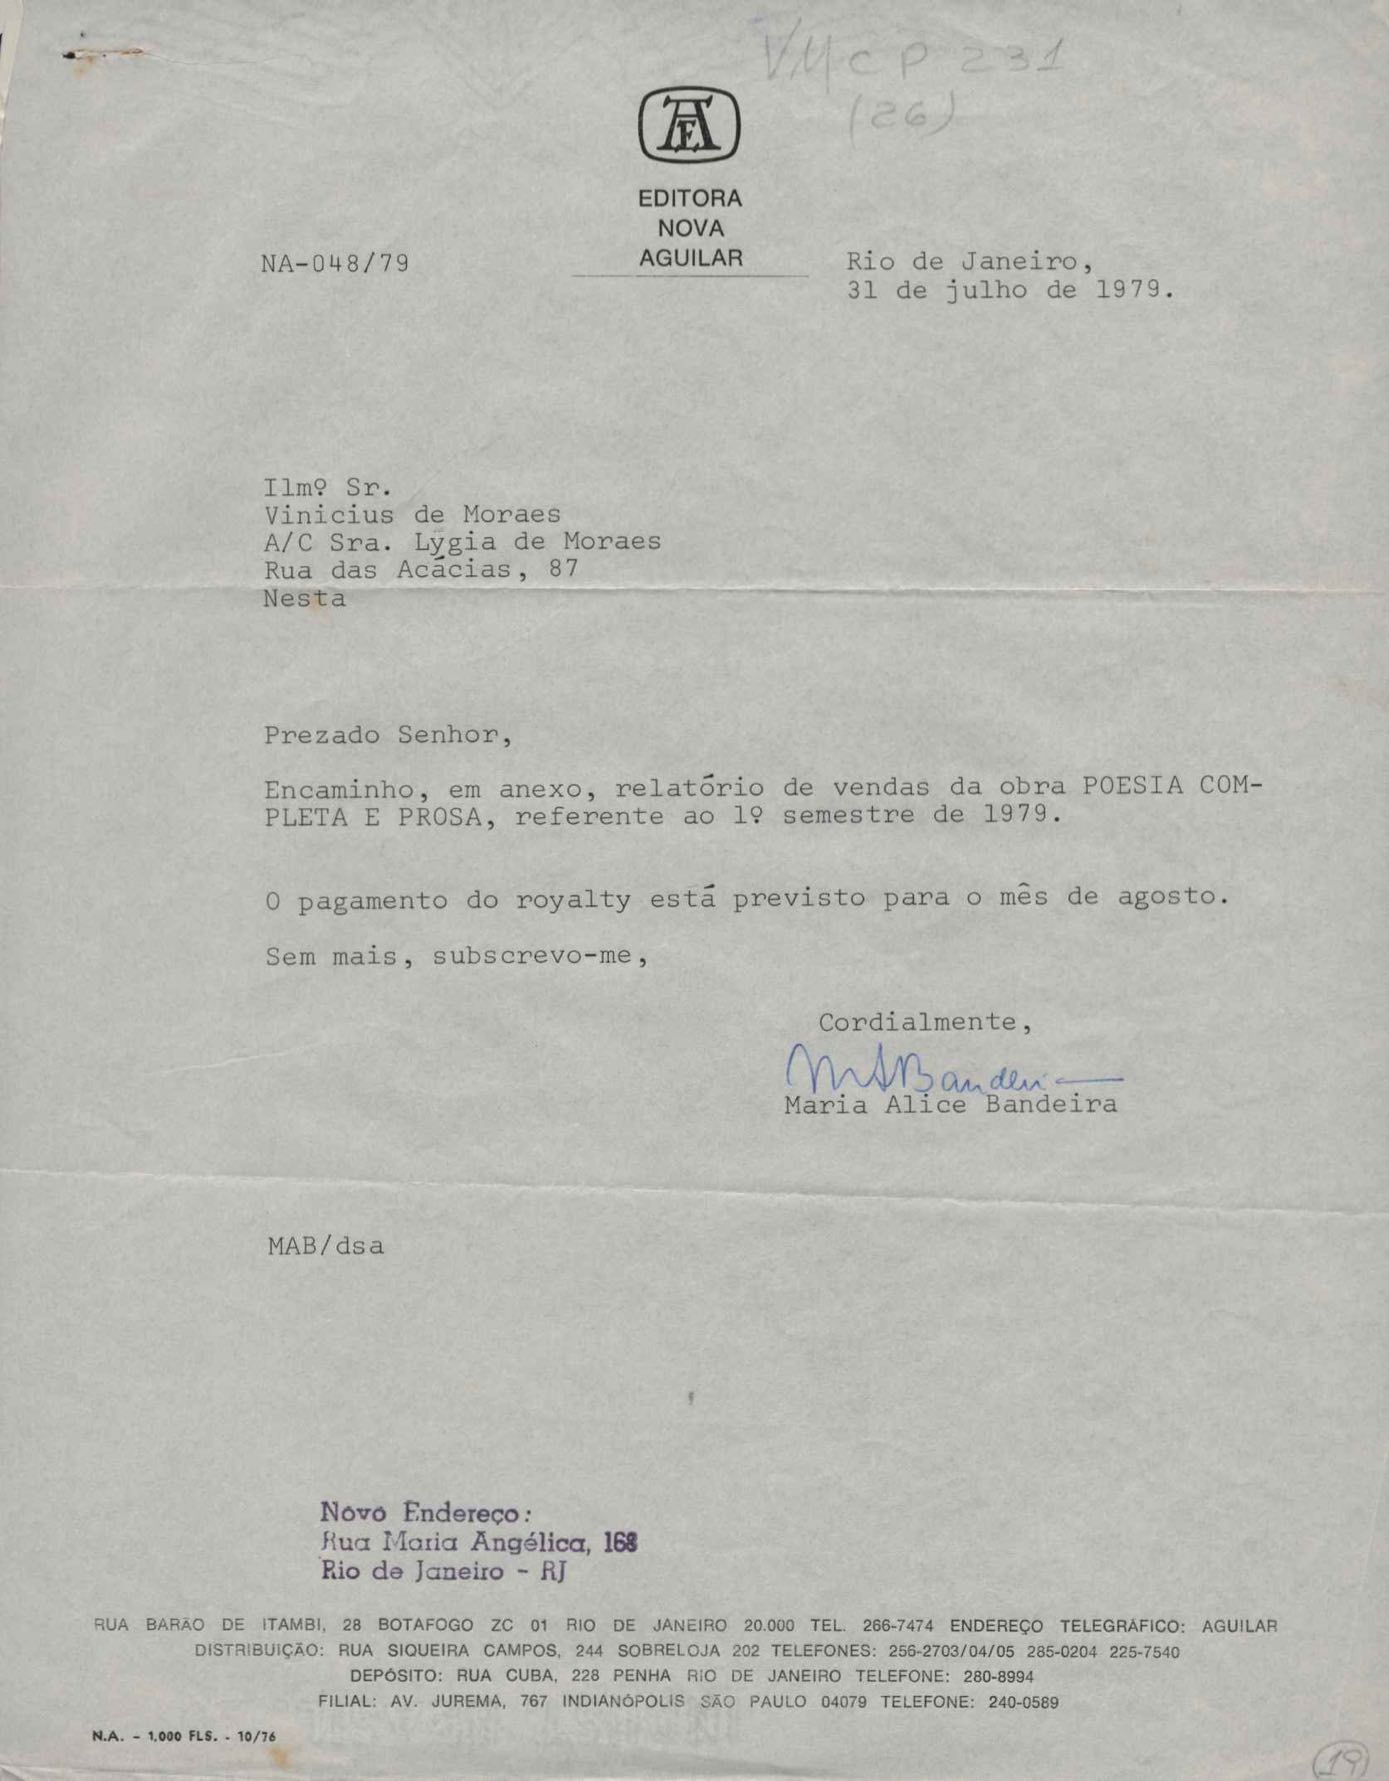 VMCP 231
(26)
AE
EDITORA
NOVA
AGUILAR
NA-048/79
Rio de Janeiro,
31 de julho de 1979.
Ilmº Sr.
Vinicius de Moraes
A/C Sra. Lýgia de Moraes
Rua das Acácias, 87
Nesta
Prezado Senhor,
Encaminho, em anexo, relatório de vendas da obra POESIA COM-
PLETA E PROSA, referente ao 1º semestre de 1979.
O pagamento do royalty está previsto para o mês de agosto.
Sem mais, subscrevo-me,
Cordialmente,
MABandeira
Maria Alice Bandeira
MAB/dsa
Novo Endereço:
Rua Maria Angélica, 168
Rio de Janeiro - RJ
RUA BARÃO DE ITAMBI, 28 BOTAFOGO ZC 01 RIO DE JANEIRO 20.000 TEL. 266-7474 ENDEREÇO TELEGRÁFICO: AGUILAR
DISTRIBUIÇÃO: RUA SIQUEIRA CAMPOS, 244 SOBRELOJA 202 TELEFONES: 256-2703/04/05 285-0204 225-7540
DEPÓSITO: RUA CUBA, 228 PENHA RIO DE JANEIRO TELEFONE: 280-8994
FILIAL: AV. JUREMA, 767 INDIANÓPOLIS SÃO PAULO 04079 TELEFONE: 240-0589
N.A. - 1.000 FLS. - 10/76
19